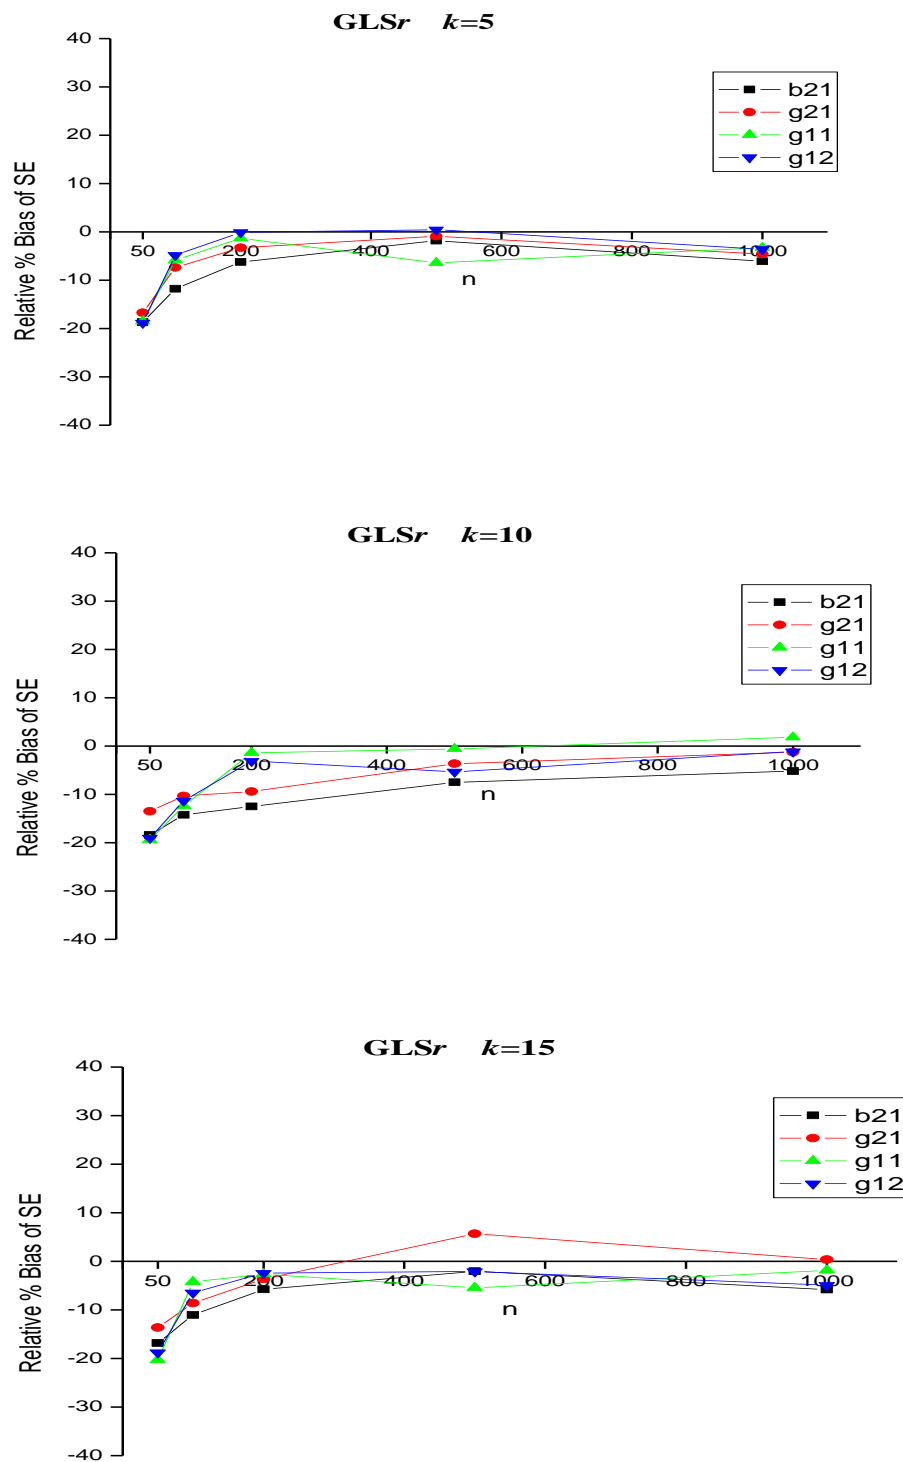 GLSr k=5
40
30
20
10
0
-10
-20
-30
-40
Relative % Bias of SE
50
200
400
600
800
1000
n
b21
g21
g11
g12
GLSr k=10
40
30
20
10
0
-10
-20
-30
-40
Relative % Bias of SE
50
200
400
600
800
1000
n
b21
g21
g11
g12
GLSr k=15
40
30
20
10
0
-10
-20
-30
-40
Relative % Bias of SE
50
200
400
600
800
1000
n
b21
g21
g11
g12